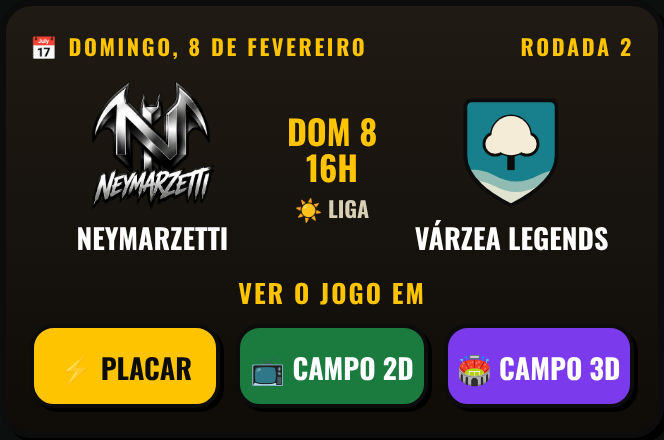 DOMINGO, 8 DE FEVEREIRO
RODADA 2
NEYMARZETTI
DOM 8
16H
LIGA
NEYMARZETTI
VÁRZEA LEGENDS
VER O JOGO EM
PLACAR
CAMPO 2D
CAMPO 3D